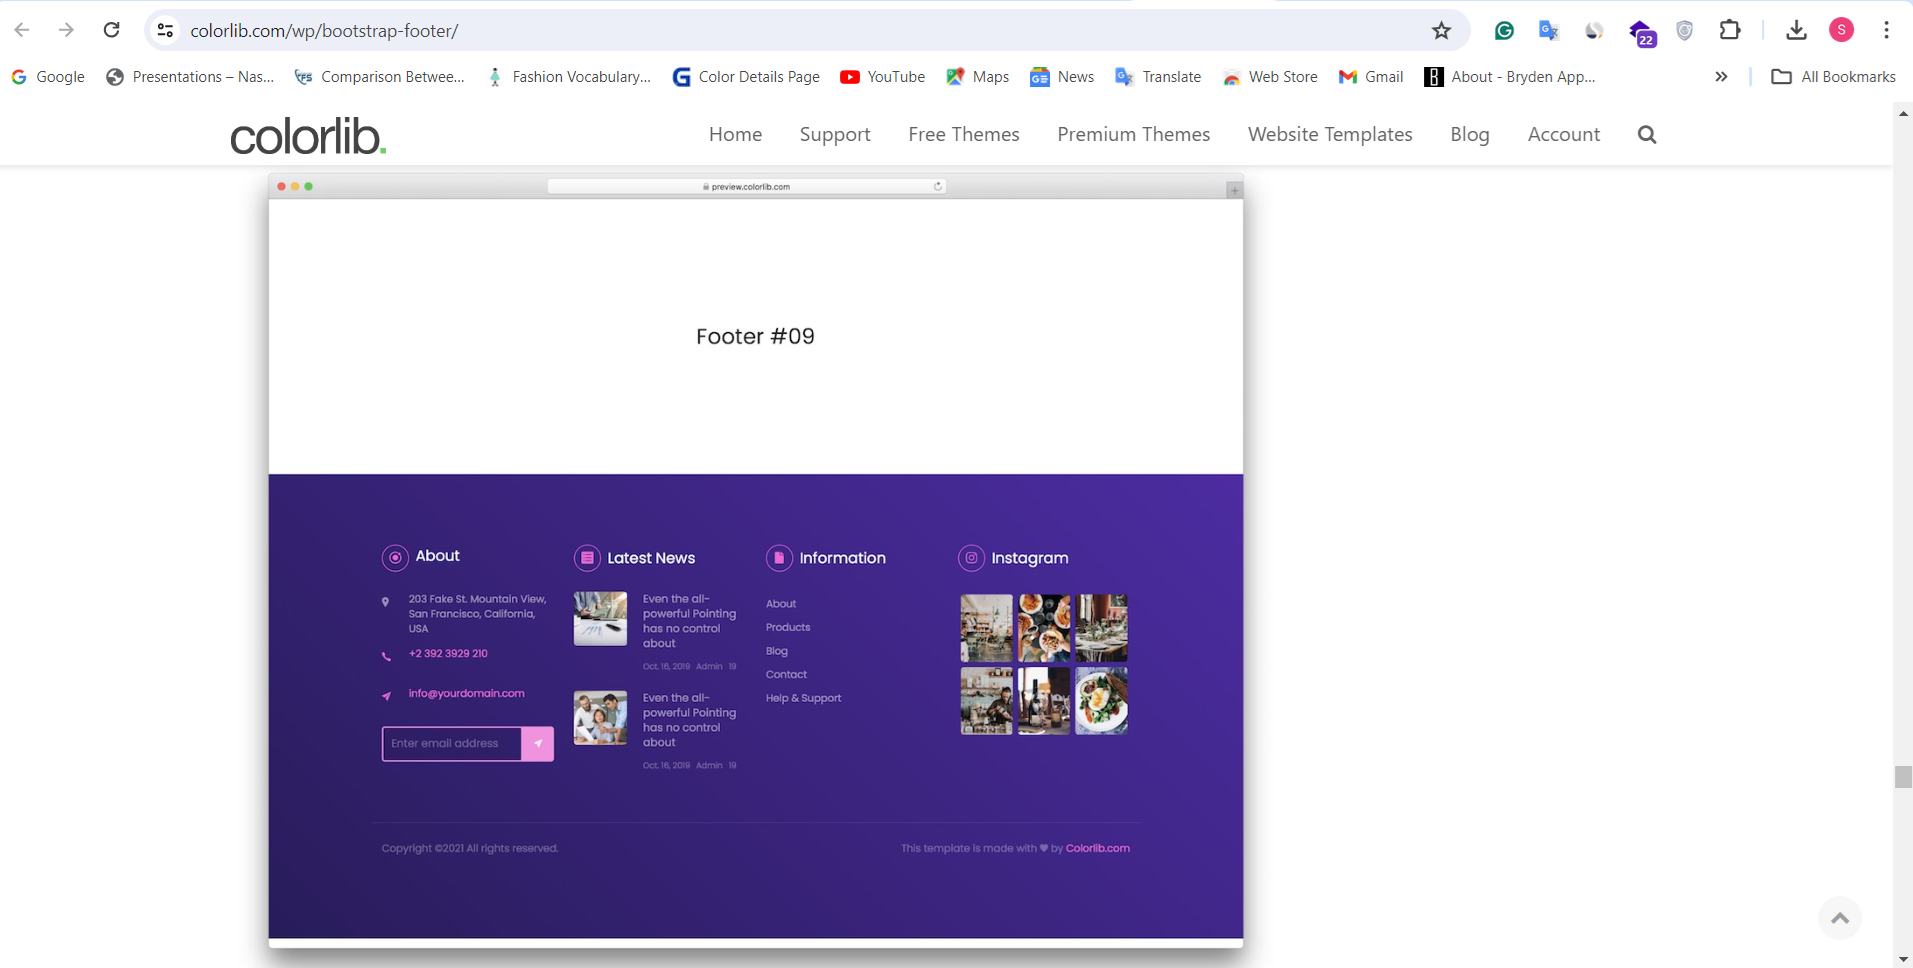 colorlib.com/wp/bootstrap-footer/
22
S
Google
Presentations – Nas...
Comparison Betwee...
Fashion Vocabulary...
Color Details Page
YouTube
Maps
News
Translate
Web Store
Gmail
About - Bryden App...
All Bookmarks
colorlib.
Home
Support
Free Themes
Premium Themes
Website Templates
Blog
Account
preview.colorlib.com
Footer #09
About
203 Fake St. Mountain View,
San Francisco, California,
USA
+2 392 3929 210
info@yourdomain.com
Enter email address
Latest News
Even the all-
powerful Pointing
has no control
about
Oct. 16, 2019 Admin 19
Even the all-
powerful Pointing
has no control
about
Oct. 16, 2019 Admin 19
Information
About
Products
Blog
Contact
Help & Support
Instagram
Copyright ©2021 All rights reserved.
This template is made with ♥ by Colorlib.com